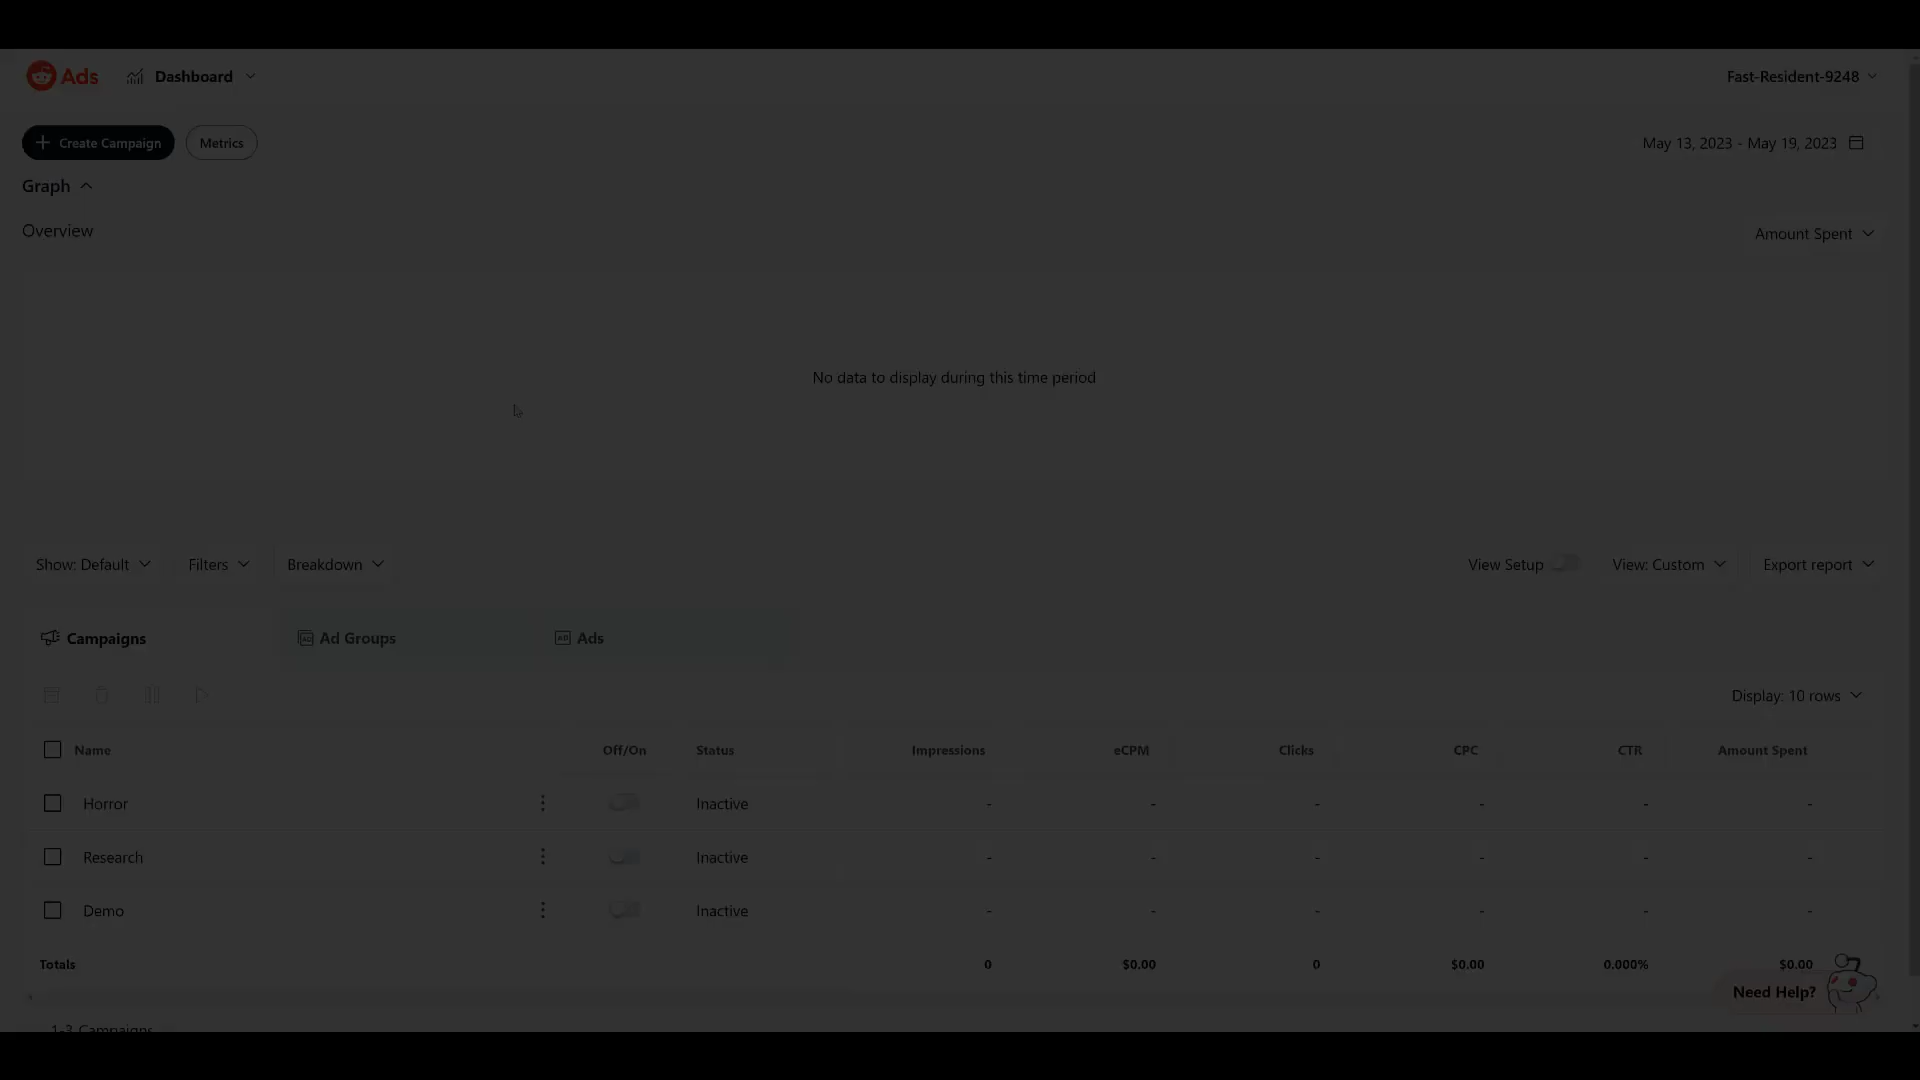 Ads Dashboard Fast-Resident-9248
Create Campaign Metrics May 13, 2023 - May 19, 2023
Graph
Overview Amount Spent
No data to display during this time period
Show: Default Filters Breakdown View Setup View: Custom Export report
Campaigns Ad Groups Ads
Display: 10 rows
Name Off/On Status Impressions eCPM Clicks CPC CTR Amount Spent
Horror Inactive - - - - - -
Research Inactive - - - - - -
Demo Inactive - - - - - -
Totals 0 $0.00 0 $0.00 0.000% $0.00
Need Help?
1-3 Campaigns